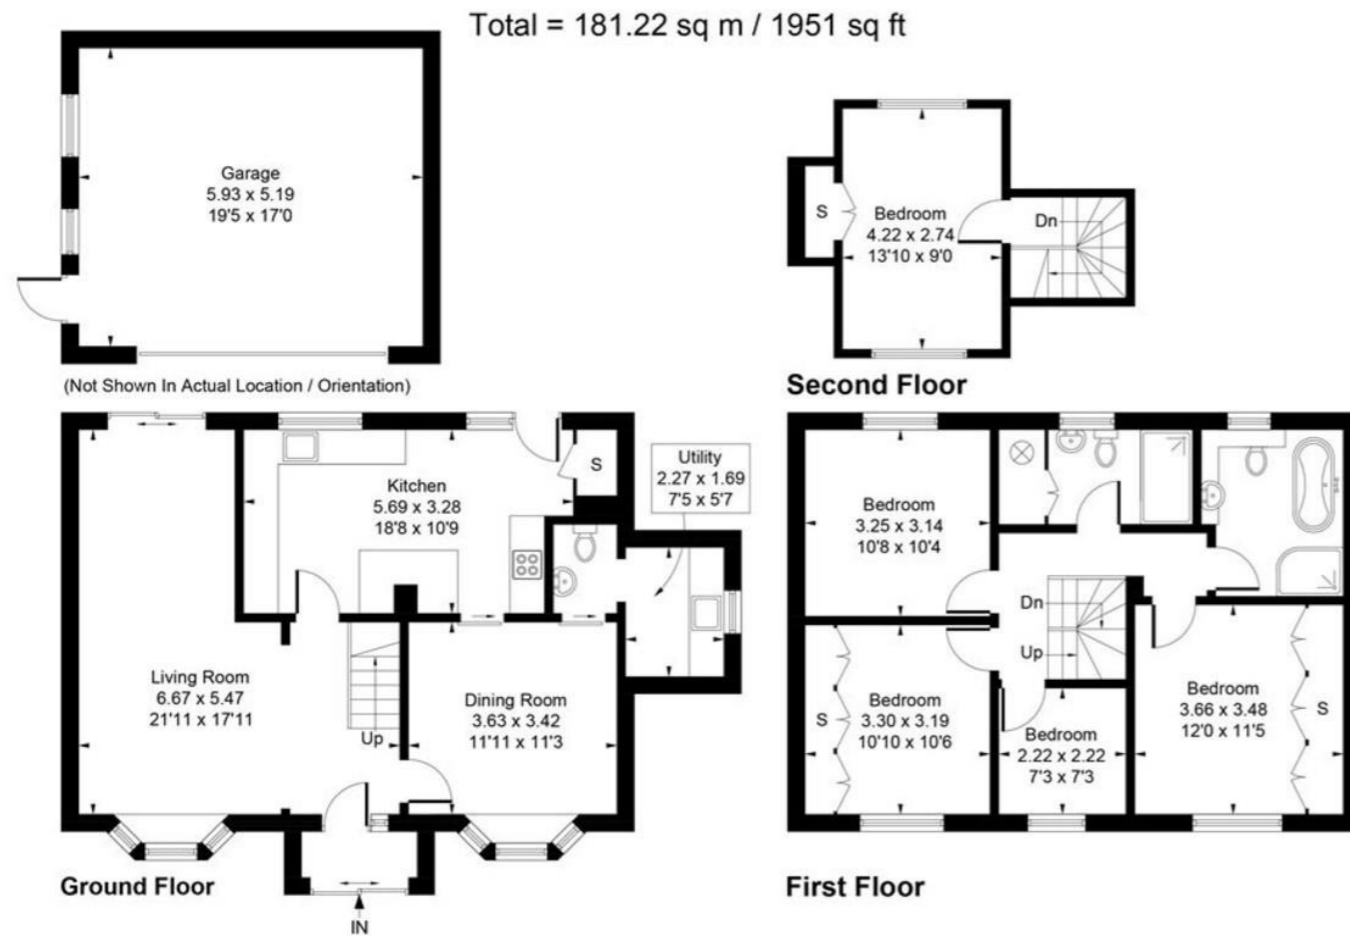 Total = 181.22 sq m / 1951 sq ft
Garage
5.93 x 5.19
19'5 x 17'0
(Not Shown In Actual Location / Orientation)
S
Bedroom
4.22 x 2.74
13'10 x 9'0
Dn
Second Floor
Kitchen
5.69 x 3.28
18'8 x 10'9
S
Utility
2.27 x 1.69
7'5 x 5'7
Living Room
6.67 x 5.47
21'11 x 17'11
Up
Dining Room
3.63 x 3.42
11'11 x 11'3
Ground Floor
IN
Bedroom
3.25 x 3.14
10'8 x 10'4
Dn
Up
S
Bedroom
3.30 x 3.19
10'10 x 10'6
Bedroom
2.22 x 2.22
7'3 x 7'3
Bedroom
3.66 x 3.48
12'0 x 11'5
S
First Floor